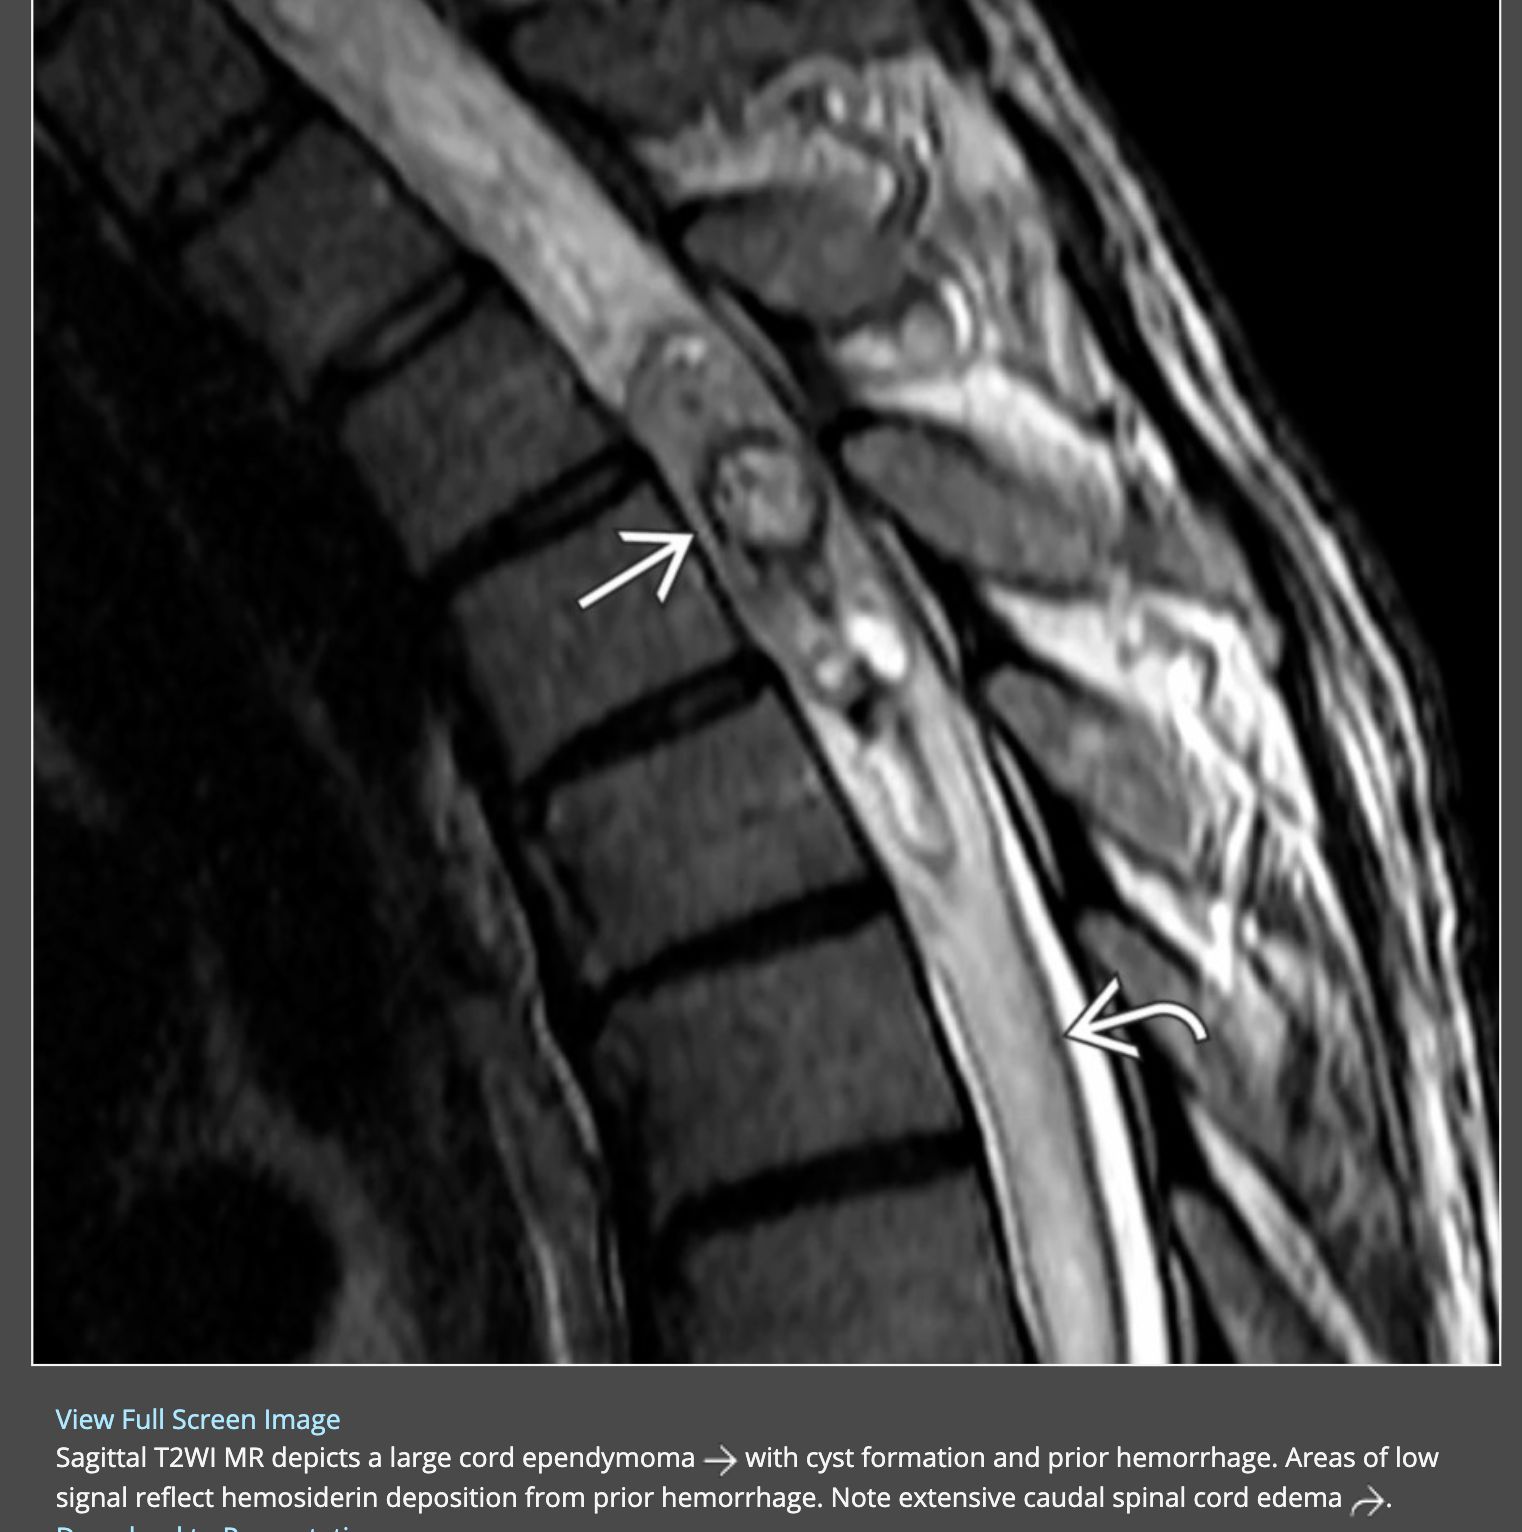 View Full Screen Image
Sagittal T2WI MR depicts a large cord ependymoma → with cyst formation and prior hemorrhage. Areas of low
signal reflect hemosiderin deposition from prior hemorrhage. Note extensive caudal spinal cord edema ⤳.